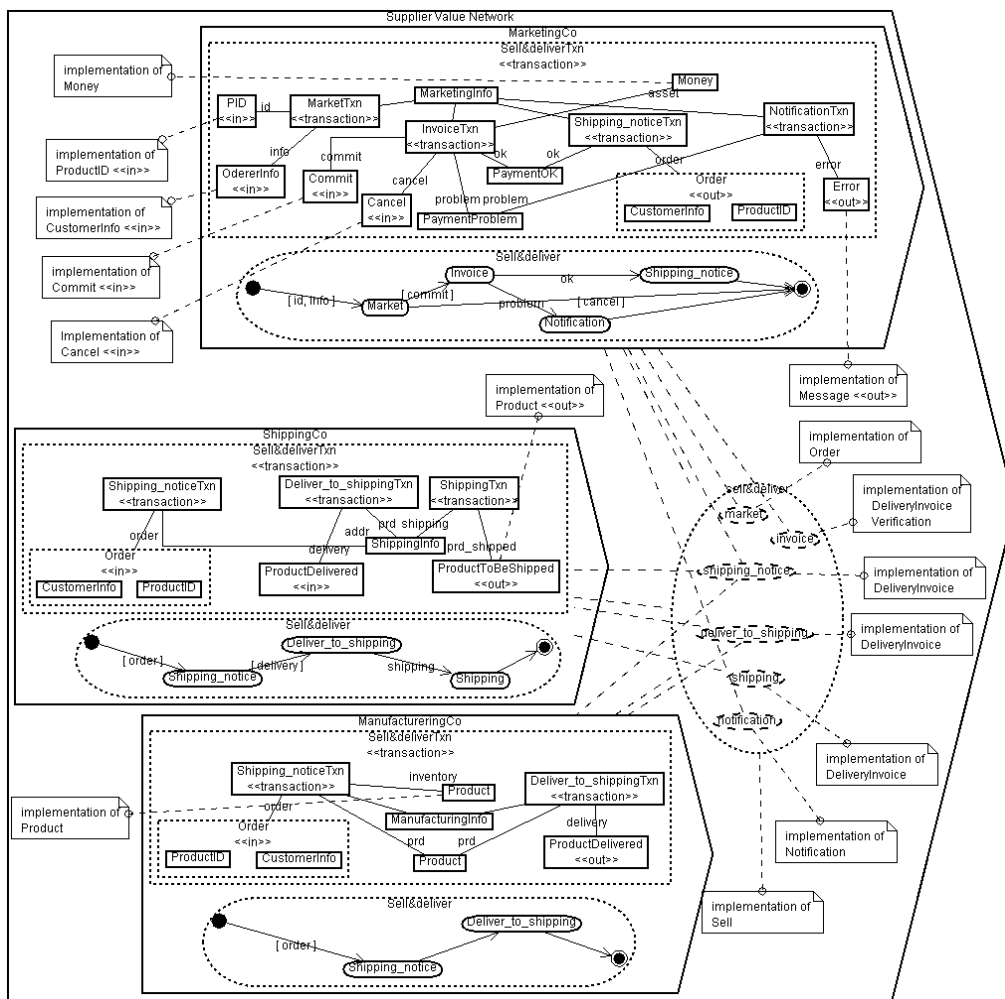 Supplier Value Network
MarketingCo
Sell&deliverTxn
<<transaction>>
implementation of
Money
Money
asset
PID
<<in>>
id
MarketTxn
<<transaction>>
MarketingInfo
InvoiceTxn
<<transaction>>
Shipping_noticeTxn
<<transaction>>
NotificationTxn
<<transaction>>
implementation of
ProductID <<in>>
info
commit
ok
ok
order
error
OdererInfo
<<in>>
Commit
<<in>>
cancel
PaymentOK
Cancel
<<in>>
problem
problem
PaymentProblem
Order
<<out>>
CustomerInfo
ProductID
Error
<<out>>
implementation of
CustomerInfo <<in>>
implementation of
Commit <<in>>
Implementation of
Cancel <<in>>
Sell&deliver
[ id, Info ]
Market
[ commit ]
Invoice
ok
Shipping_notice
problem
[ cancel ]
Notification
implementation of
Product <<out>>
implementation of
Message <<out>>
ShippingCo
Sell&deliverTxn
<<transaction>>
Shipping_noticeTxn
<<transaction>>
Deliver_to_shippingTxn
<<transaction>>
ShippingTxn
<<transaction>>
order
addr
prd
shipping
ShippingInfo
delivery
prd_shipped
Order
<<in>>
CustomerInfo
ProductID
ProductDelivered
<<in>>
ProductToBeShipped
<<out>>
Sell&deliver
[ order ]
Shipping_notice
[delivery]
Deliver_to_shipping
shipping
Shipping
implementation of
Order
implementation of
DeliveryInvoice
Verification
implementation of
DeliveryInvoice
implementation of
DeliveryInvoice
implementation of
DeliveryInvoice
implementation of
Notification
implementation of
Sell
Sell&deliver
market
invoice
shipping_notice
deliver_to_shipping
shipping
notification
ManufactureringCo
Sell&deliverTxn
<<transaction>>
Shipping_noticeTxn
<<transaction>>
inventory
Product
Deliver_to_shippingTxn
<<transaction>>
implementation of
Product
order
ManufacturingInfo
delivery
Order
<<in>>
ProductID
CustomerInfo
prd
prd
Product
ProductDelivered
<<out>>
Sell&deliver
[ order ]
Shipping_notice
Deliver_to_shipping